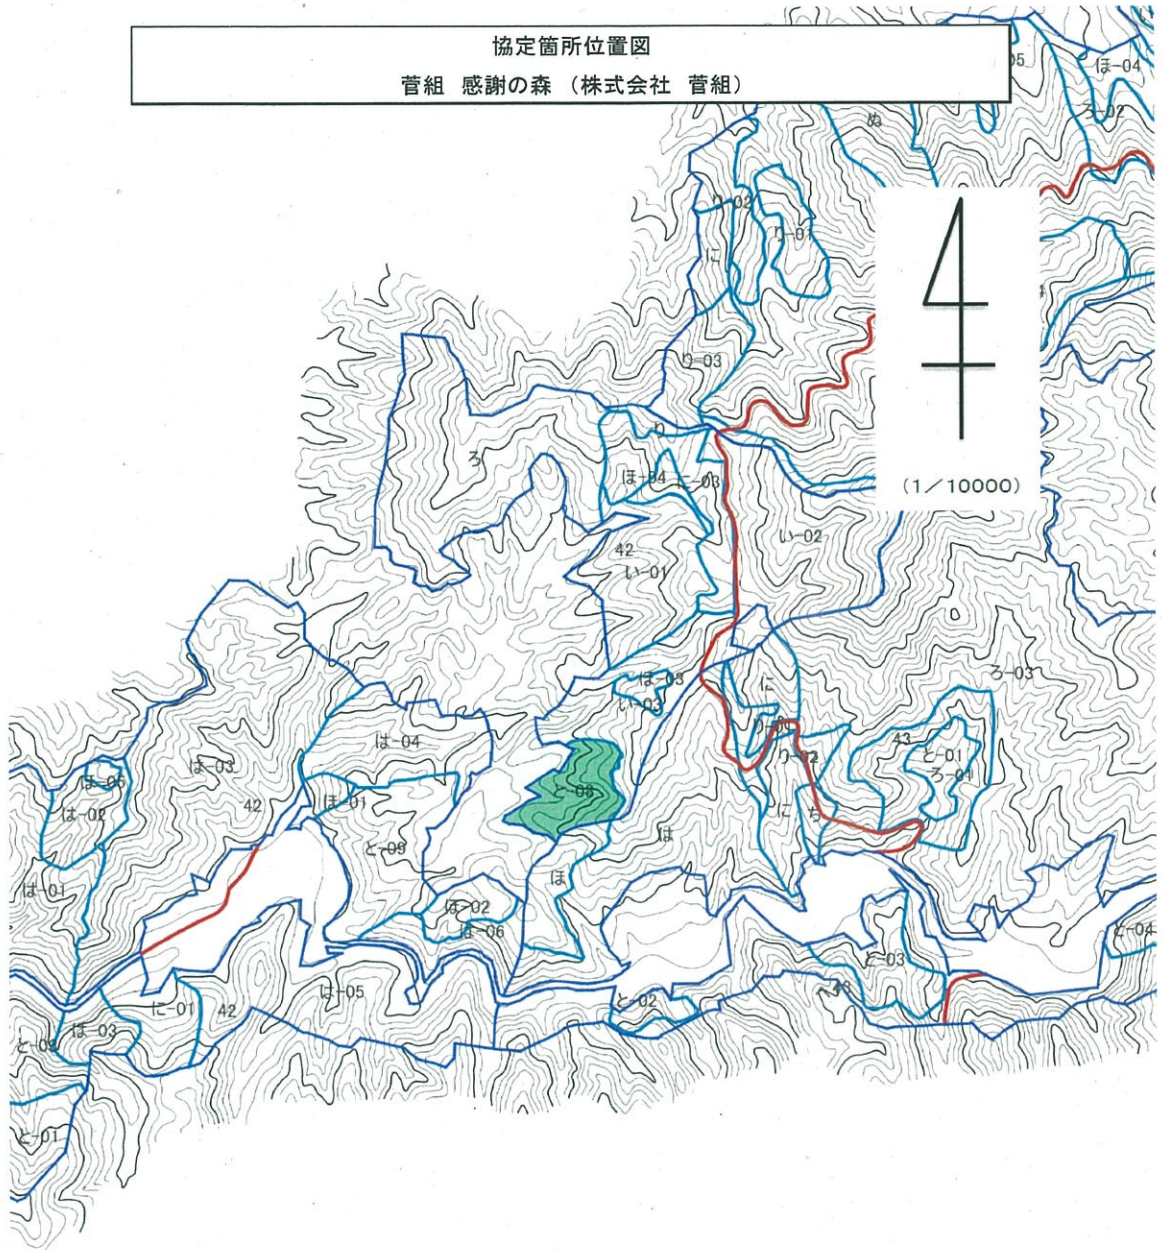 協定箇所位置図
菅組 感謝の森 （株式会社 菅組）
05
ほ-04
ろ-02
ぬ
り-02
り-01
に
り-03
（1／10000）
り
ろ
ほ-04
に-03
い-02
42
い-01
ろ-03
ほ-03
い-03
に
は-04
り-01
43
と-01
ろ-01
り-02
は-03
ほ-05
と-08
42
ほ-01
は-02
に
ち
は
と-09
ほ
は-01
ほ-02
は-06
と-04
と-03
は-05
43
と-02
に-01
42
ほ-03
と-01